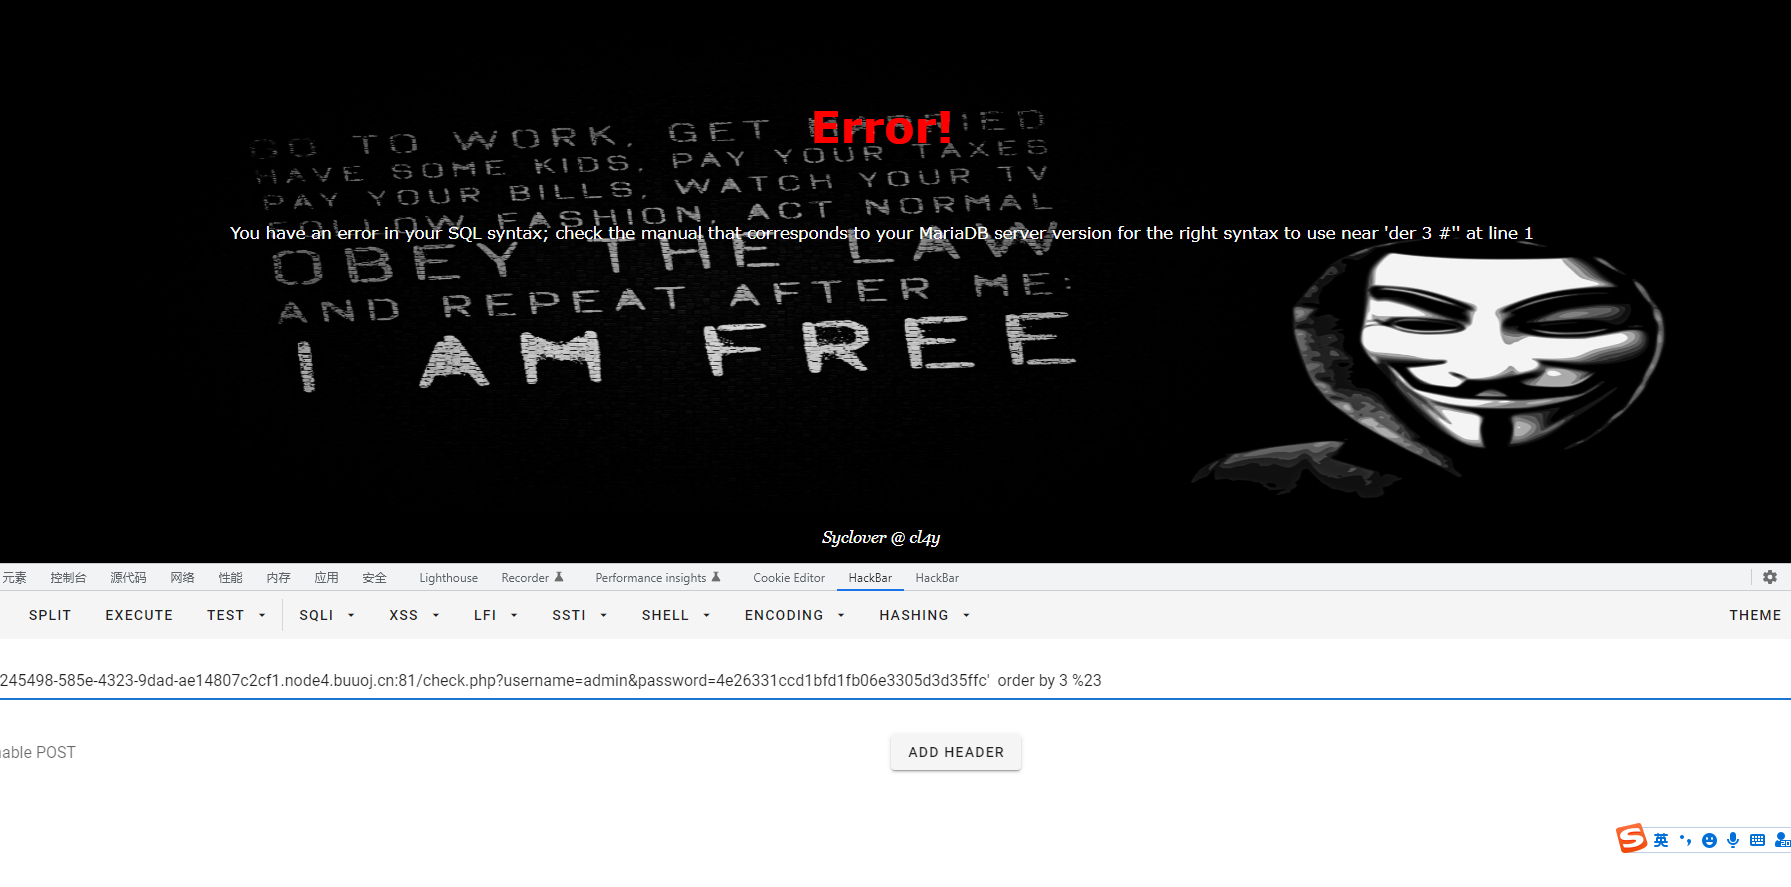 Error!
GO TO WORK, GET MARRIED
HAVE SOME KIDS, PAY YOUR TAXES
PAY YOUR BILLS, WATCH YOUR TV
FOLLOW FASHION, ACT NORMAL
You have an error in your SQL syntax; check the manual that corresponds to your MariaDB server version for the right syntax to use near 'der 3 #'' at line 1
OBEY THE LAW
AND REPEAT AFTER ME:
I AM FREE
Syclover @ cl4y
元素 控制台 源代码 网络 性能 内存 应用 安全 Lighthouse Recorder Performance insights Cookie Editor HackBar HackBar
SPLIT EXECUTE TEST SQLI XSS LFI SSTI SHELL ENCODING HASHING THEME
245498-585e-4323-9dad-ae14807c2cf1.node4.buuoj.cn:81/check.php?username=admin&password=4e26331ccd1bfd1fb06e3305d3d35ffc'  order by 3 %23
able POST ADD HEADER
S 英